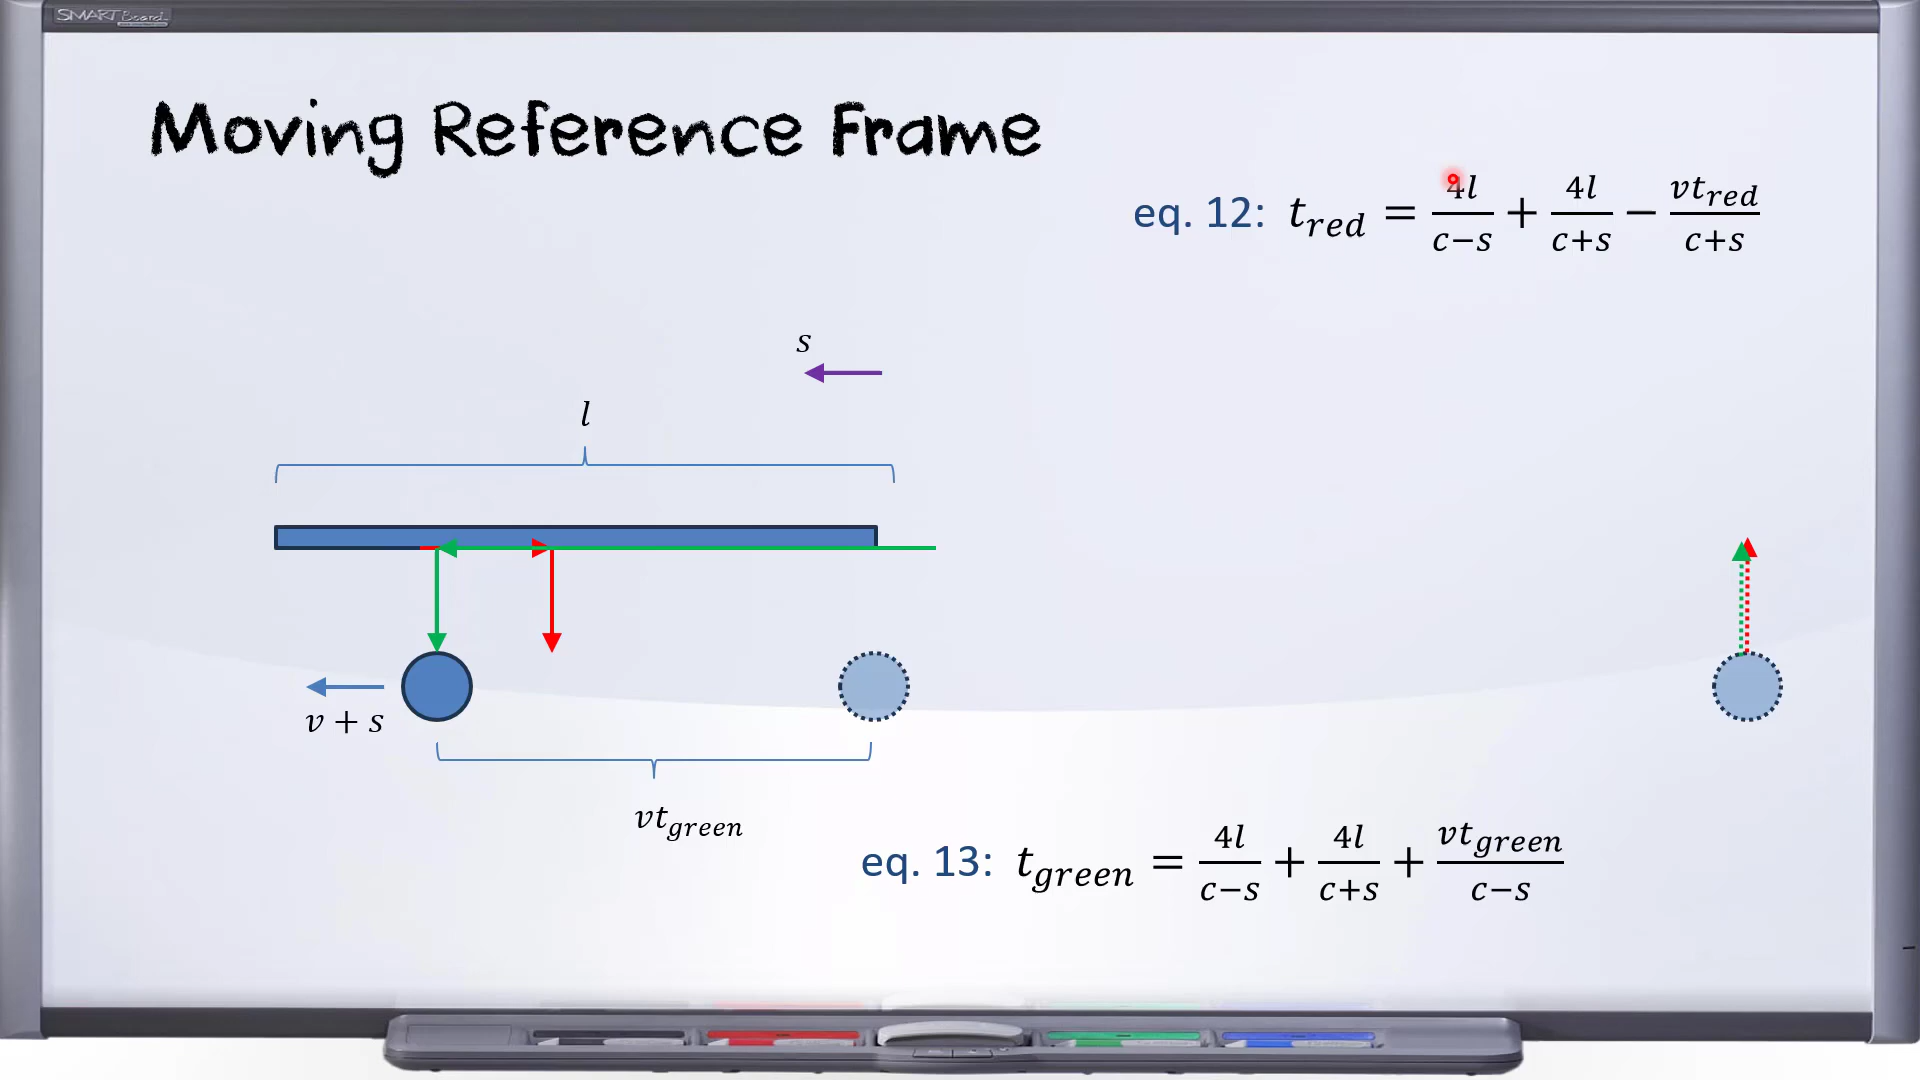 SMART Board
Moving Reference Frame
eq. 12: t_red = 4l/(c−s) + 4l/(c+s) − vt_red/(c+s)
s
l
v + s
vt_green
eq. 13: t_green = 4l/(c−s) + 4l/(c+s) + vt_green/(c−s)